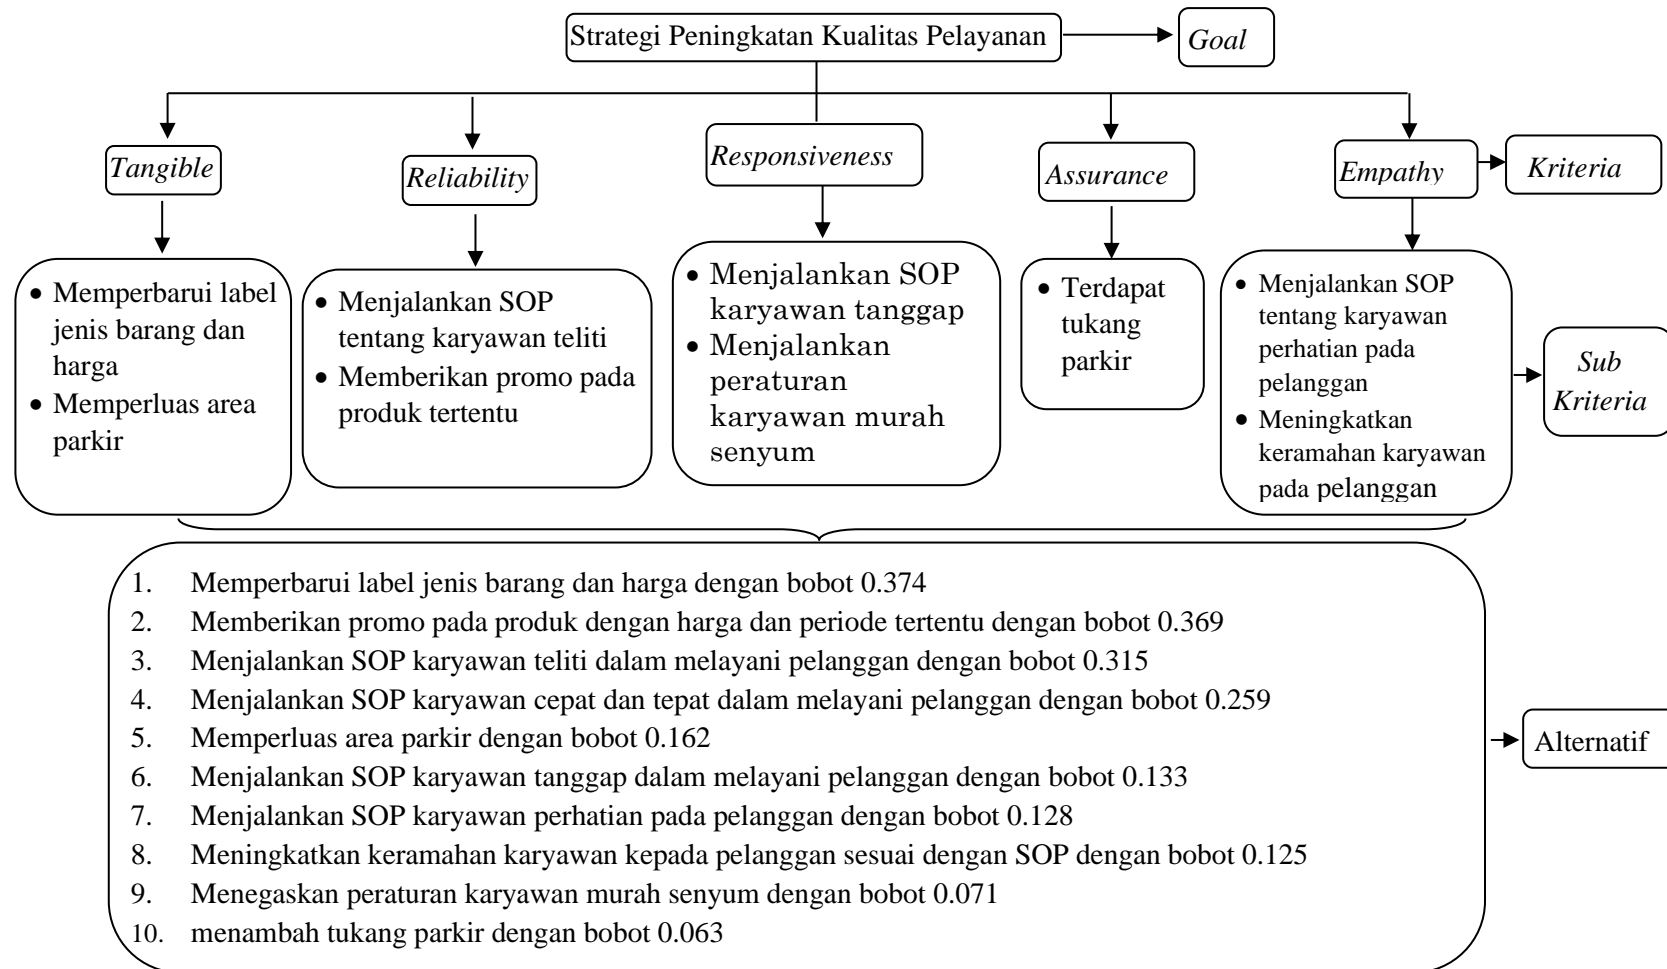 Strategi Peningkatan Kualitas Pelayanan
Goal
Tangible
Reliability
Responsiveness
Assurance
Empathy
Kriteria
• Memperbarui label
jenis barang dan
harga
• Memperluas area
parkir
• Menjalankan SOP
tentang karyawan teliti
• Memberikan promo pada
produk tertentu
• Menjalankan SOP
karyawan tanggap
• Menjalankan
peraturan
karyawan murah
senyum
• Terdapat
tukang
parkir
• Menjalankan SOP
tentang karyawan
perhatian pada
pelanggan
• Meningkatkan
keramahan karyawan
pada pelanggan
Sub
Kriteria
1. Memperbarui label jenis barang dan harga dengan bobot 0.374
2. Memberikan promo pada produk dengan harga dan periode tertentu dengan bobot 0.369
3. Menjalankan SOP karyawan teliti dalam melayani pelanggan dengan bobot 0.315
4. Menjalankan SOP karyawan cepat dan tepat dalam melayani pelanggan dengan bobot 0.259
5. Memperluas area parkir dengan bobot 0.162
6. Menjalankan SOP karyawan tanggap dalam melayani pelanggan dengan bobot 0.133
7. Menjalankan SOP karyawan perhatian pada pelanggan dengan bobot 0.128
8. Meningkatkan keramahan karyawan kepada pelanggan sesuai dengan SOP dengan bobot 0.125
9. Menegaskan peraturan karyawan murah senyum dengan bobot 0.071
10. menambah tukang parkir dengan bobot 0.063
Alternatif